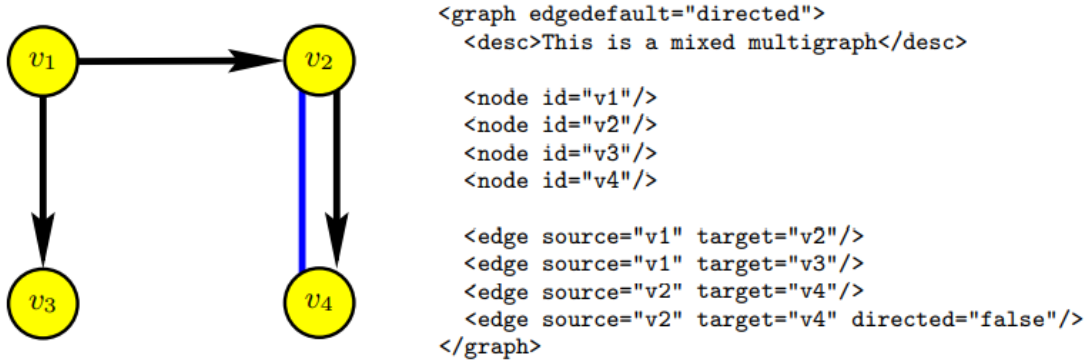 v1
v2
v3
v4
<graph edgedefault="directed">
<desc>This is a mixed multigraph</desc>
<node id="v1"/>
<node id="v2"/>
<node id="v3"/>
<node id="v4"/>
<edge source="v1" target="v2"/>
<edge source="v1" target="v3"/>
<edge source="v2" target="v4"/>
<edge source="v2" target="v4" directed="false"/>
</graph>